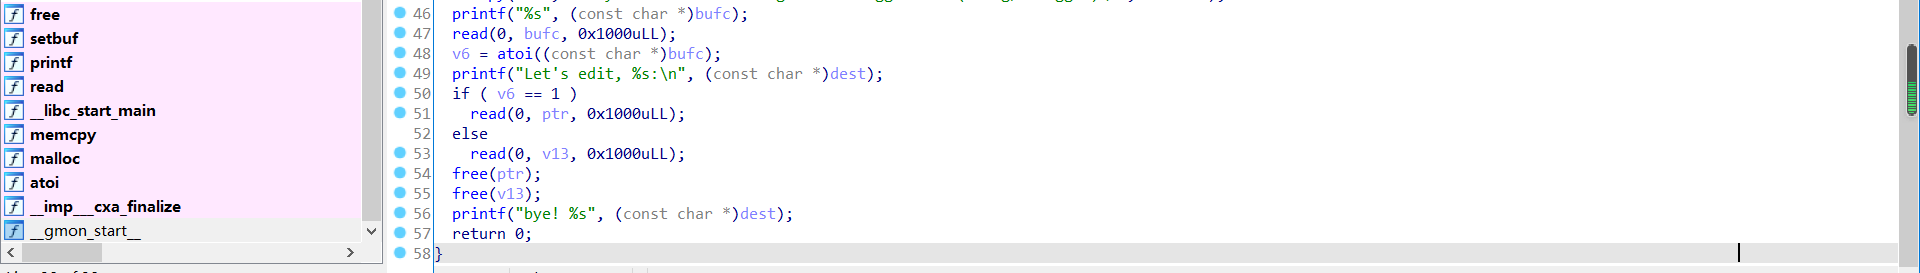 free
setbuf
printf
read
__libc_start_main
memcpy
malloc
atoi
__imp___cxa_finalize
__gmon_start__
46 printf("%s", (const char *)bufc);
47 read(0, bufc, 0x1000uLL);
48 v6 = atoi((const char *)bufc);
49 printf("Let's edit, %s:\n", (const char *)dest);
50 if ( v6 == 1 )
51 read(0, ptr, 0x1000uLL);
52 else
53 read(0, v13, 0x1000uLL);
54 free(ptr);
55 free(v13);
56 printf("bye! %s", (const char *)dest);
57 return 0;
58 }